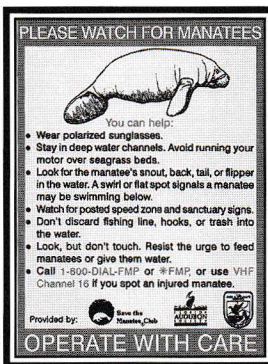 PLEASE WATCH FOR MANATEES
You can help:
• Wear polarized sunglasses.
• Stay in deep water channels. Avoid running your
motor over seagrass beds.
• Look for the manatee's snout, back, tail, or flipper
in the water. A swirl or flat spot signals a manatee
may be swimming below.
• Watch for posted speed zone and sanctuary signs.
• Don't discard fishing line, hooks, or trash into
the water.
• Look, but don't touch. Resist the urge to feed
manatees or give them water.
• Call 1-800-DIAL-FMP or *FMP, or use VHF
Channel 16 if you spot an injured manatee.
Provided by:
Save the
Manatee Club
OPERATE WITH CARE